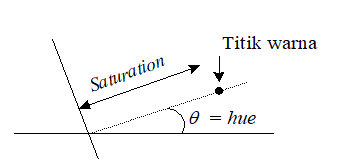 Titik warna
Saturation
θ = hue